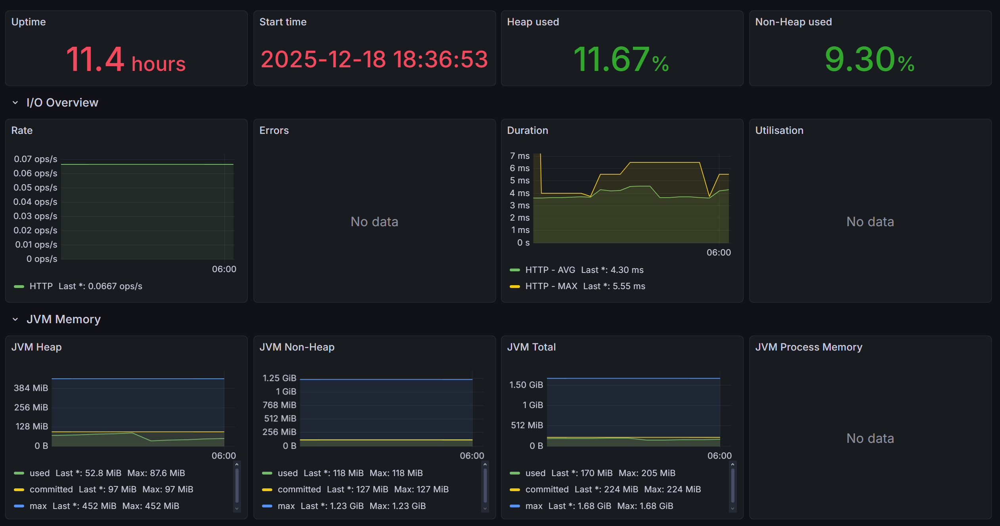 Uptime
11.4 hours
Start time
2025-12-18 18:36:53
Heap used
11.67%
Non-Heap used
9.30%
I/O Overview
Rate
0.07 ops/s
0.06 ops/s
0.05 ops/s
0.04 ops/s
0.03 ops/s
0.02 ops/s
0.01 ops/s
0 ops/s
06:00
HTTP Last *: 0.0667 ops/s
Errors
No data
Duration
7 ms
6 ms
5 ms
4 ms
3 ms
2 ms
1 ms
0 s
06:00
HTTP - AVG Last *: 4.30 ms
HTTP - MAX Last *: 5.55 ms
Utilisation
No data
JVM Memory
JVM Heap
384 MiB
256 MiB
128 MiB
0 B
06:00
used Last *: 52.8 MiB Max: 87.6 MiB
committed Last *: 97 MiB Max: 97 MiB
max Last *: 452 MiB Max: 452 MiB
JVM Non-Heap
1.25 GiB
1 GiB
768 MiB
512 MiB
256 MiB
0 B
06:00
used Last *: 118 MiB Max: 118 MiB
committed Last *: 127 MiB Max: 127 MiB
max Last *: 1.23 GiB Max: 1.23 GiB
JVM Total
1.50 GiB
1 GiB
512 MiB
0 B
06:00
used Last *: 170 MiB Max: 205 MiB
committed Last *: 224 MiB Max: 224 MiB
max Last *: 1.68 GiB Max: 1.68 GiB
JVM Process Memory
No data